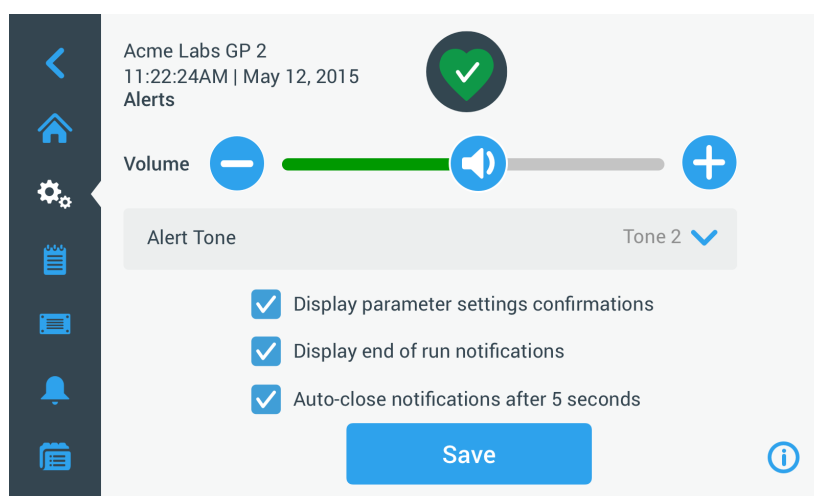 Acme Labs GP 2
11:22:24AM | May 12, 2015
Alerts
Volume
Alert Tone Tone 2
Display parameter settings confirmations
Display end of run notifications
Auto-close notifications after 5 seconds
Save